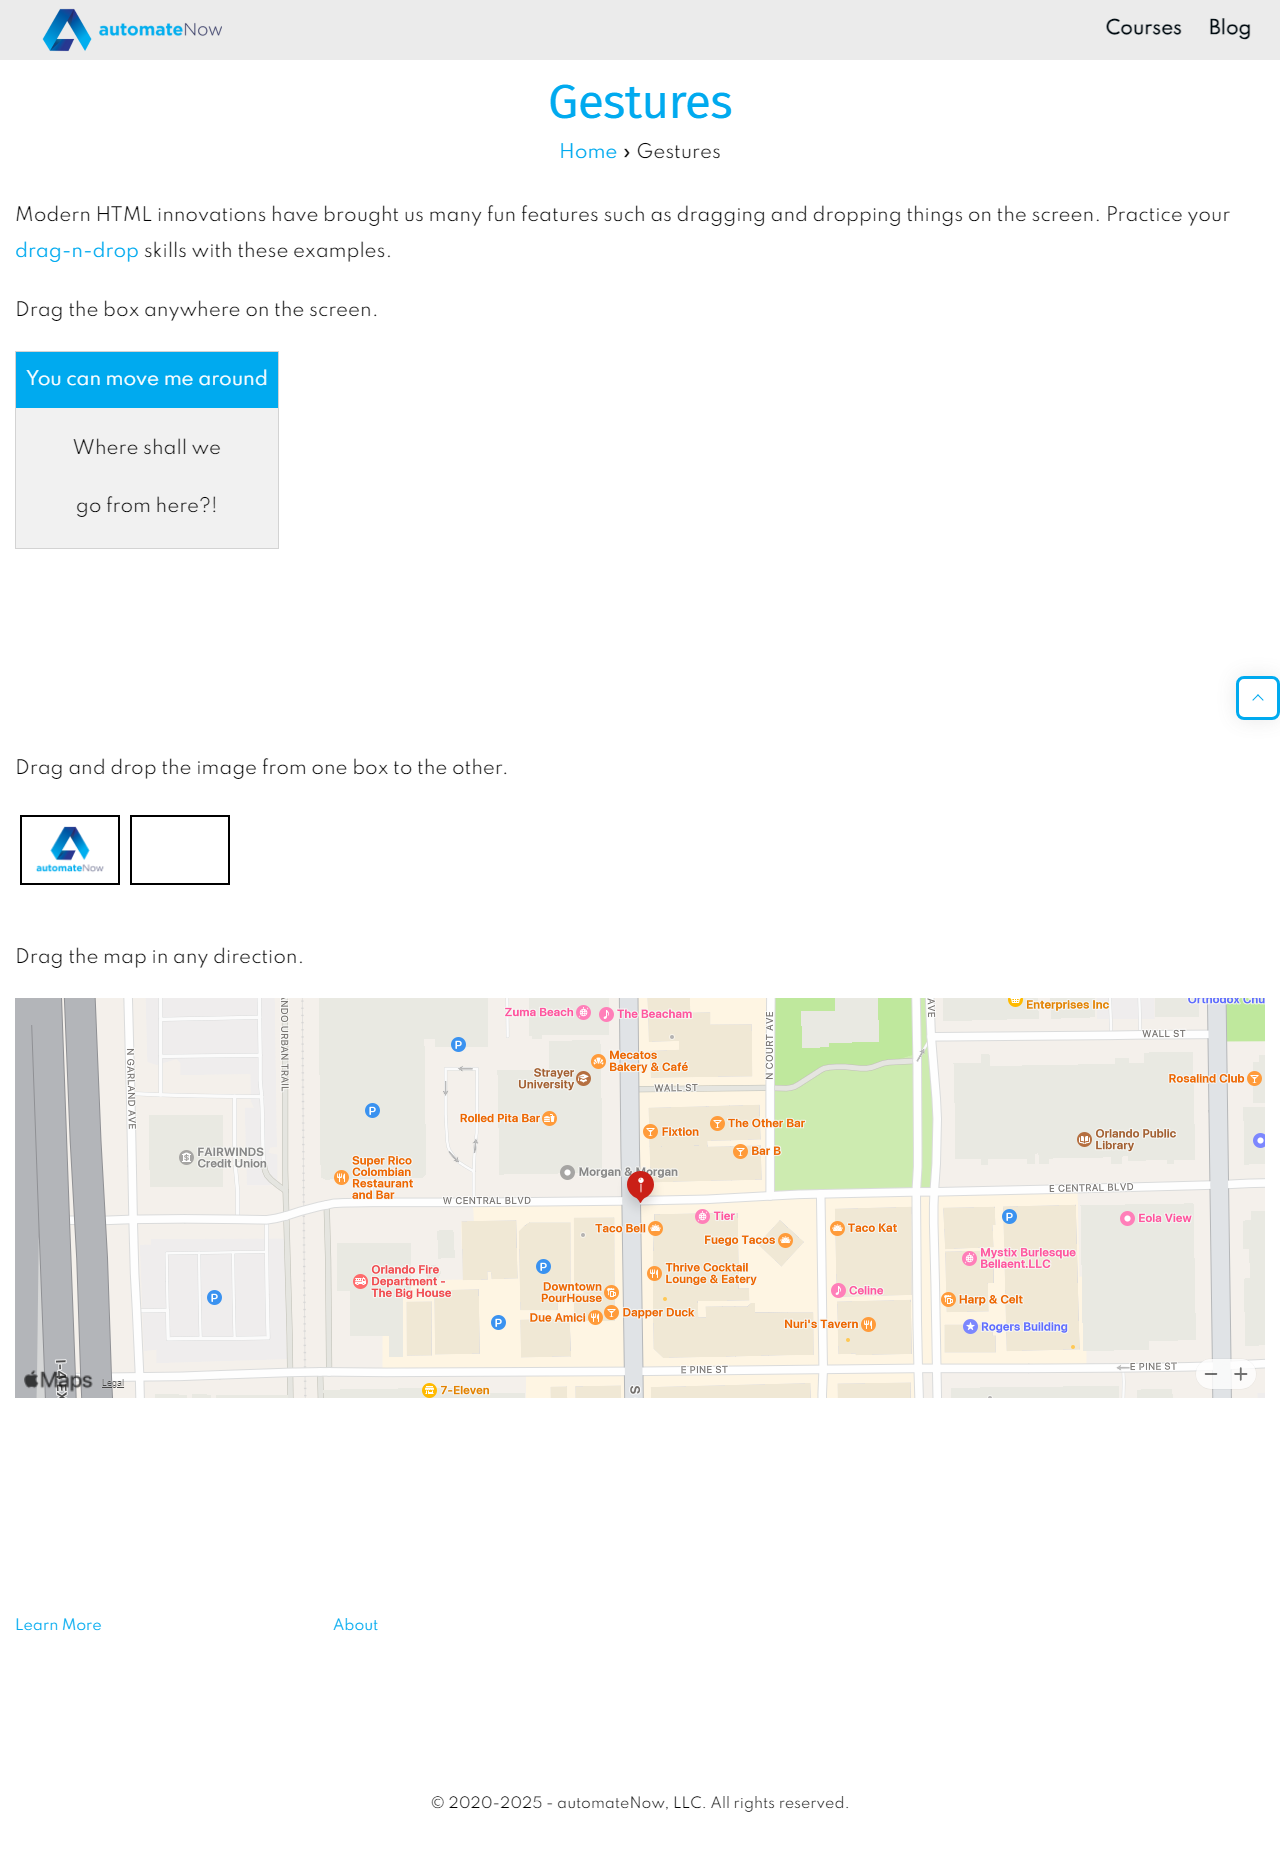 automateNow
Courses
Blog
Gestures
Home › Gestures
Modern HTML innovations have brought us many fun features such as dragging and dropping things on the screen. Practice your
drag-n-drop skills with these examples.
Drag the box anywhere on the screen.
You can move me around
Where shall we
go from here?!
Drag and drop the image from one box to the other.
automateNow
Drag the map in any direction.
Zuma Beach
The Beacham
Enterprises Inc
N COURT AVE
AVE
WALL ST
N GARLAND AVE
Mecatos
Bakery & Café
Strayer
University
WALL ST
Rosalind Club
Rolled Pita Bar
Fixtion
The Other Bar
Bar B
Orlando Public
Library
FAIRWINDS
Credit Union
Super Rico
Colombian
Restaurant
and Bar
Morgan & Morgan
W CENTRAL BLVD
E CENTRAL BLVD
Tier
Taco Bell
Fuego Tacos
Taco Kat
Eola View
Mystix Burlesque
Bellaent.LLC
Orlando Fire
Department -
The Big House
Thrive Cocktail
Lounge & Eatery
Downtown
PourHouse
Celine
Harp & Celt
Due Amici
Dapper Duck
Nuri's Tavern
Rogers Building
E PINE ST
E PINE ST
Maps
Legal
7-Eleven
S
Learn More
About
© 2020-2025 - automateNow, LLC. All rights reserved.